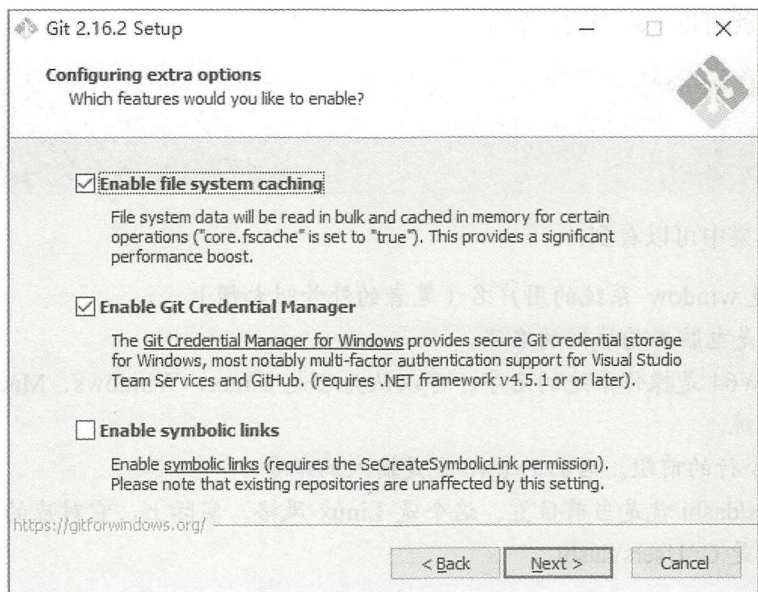 Git 2.16.2 Setup
Configuring extra options
Which features would you like to enable?
Enable file system caching
File system data will be read in bulk and cached in memory for certain
operations ("core.fscache" is set to "true"). This provides a significant
performance boost.
Enable Git Credential Manager
The Git Credential Manager for Windows provides secure Git credential storage
for Windows, most notably multi-factor authentication support for Visual Studio
Team Services and GitHub. (requires .NET framework v4.5.1 or or later).
Enable symbolic links
Enable symbolic links (requires the SeCreateSymbolicLink permission).
Please note that existing repositories are unaffected by this setting.
https://gitforwindows.org/
< Back
Next >
Cancel